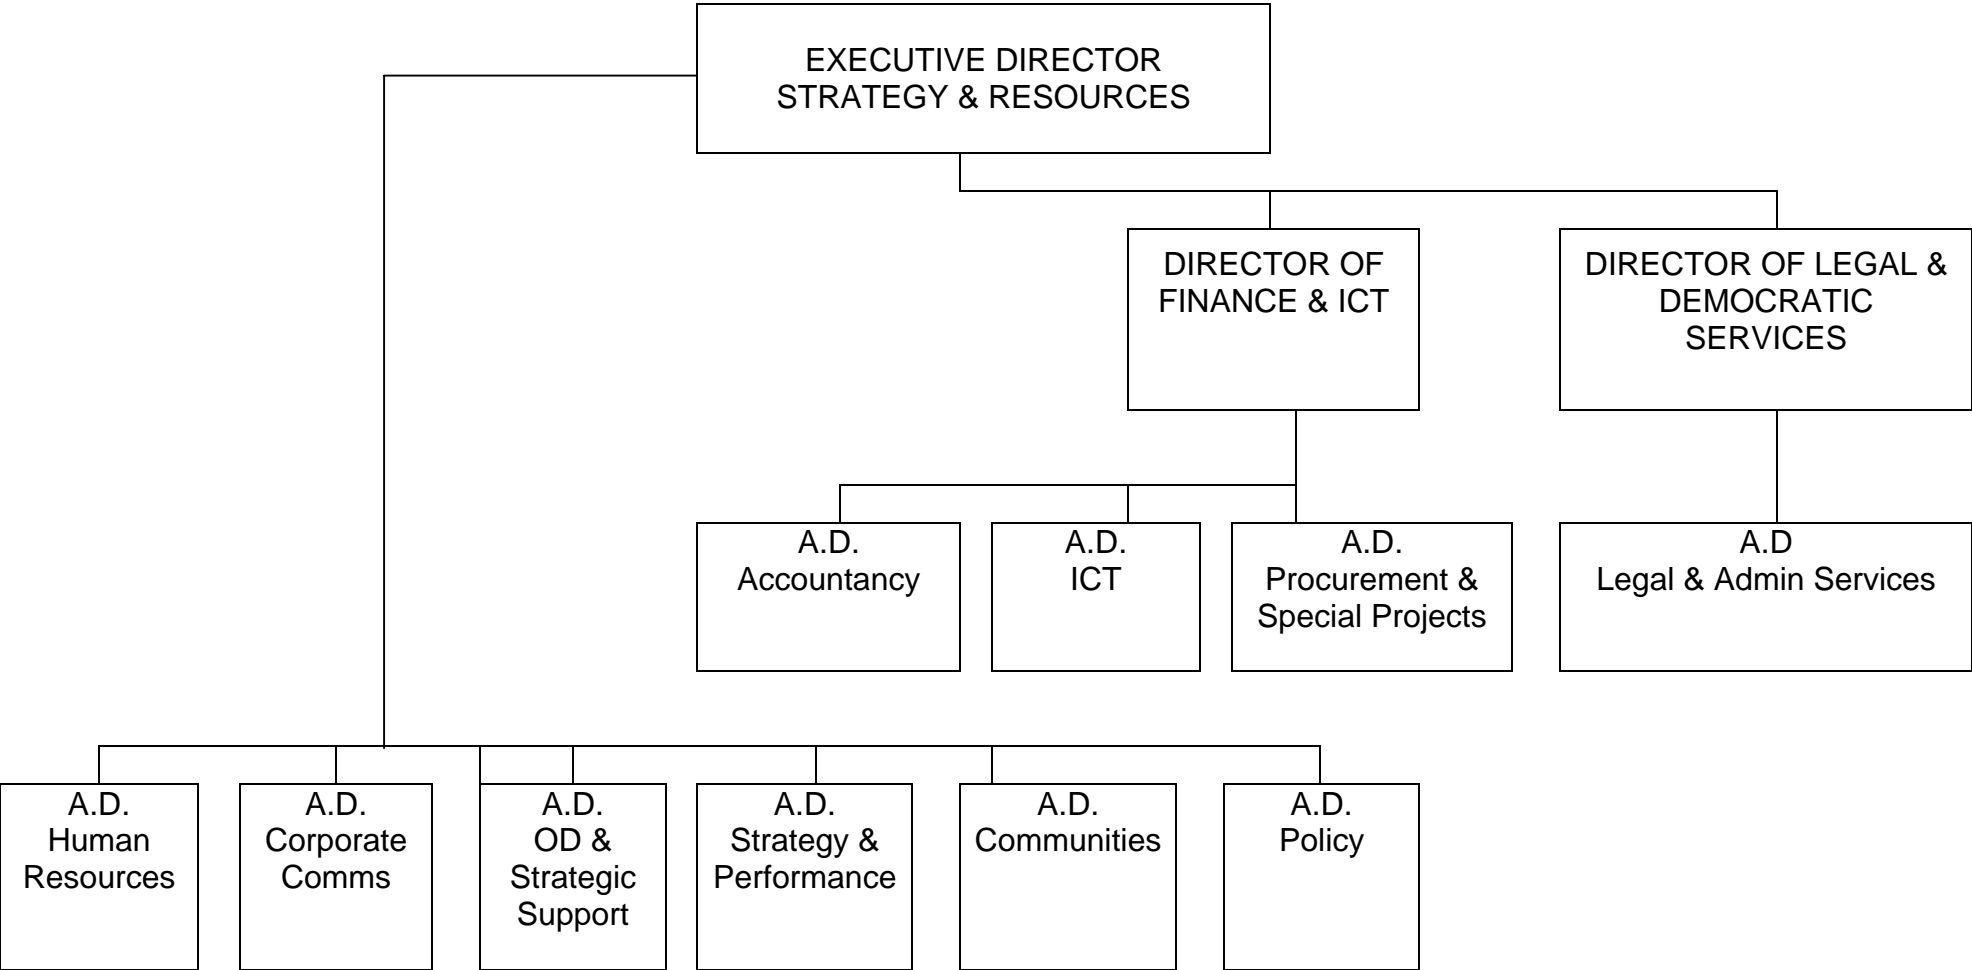 EXECUTIVE DIRECTOR
STRATEGY & RESOURCES
DIRECTOR OF
FINANCE & ICT
DIRECTOR OF LEGAL &
DEMOCRATIC
SERVICES
A.D.
Accountancy
A.D.
ICT
A.D.
Procurement &
Special Projects
A.D
Legal & Admin Services
A.D.
Human
Resources
A.D.
Corporate
Comms
A.D.
OD &
Strategic
Support
A.D.
Strategy &
Performance
A.D.
Communities
A.D.
Policy